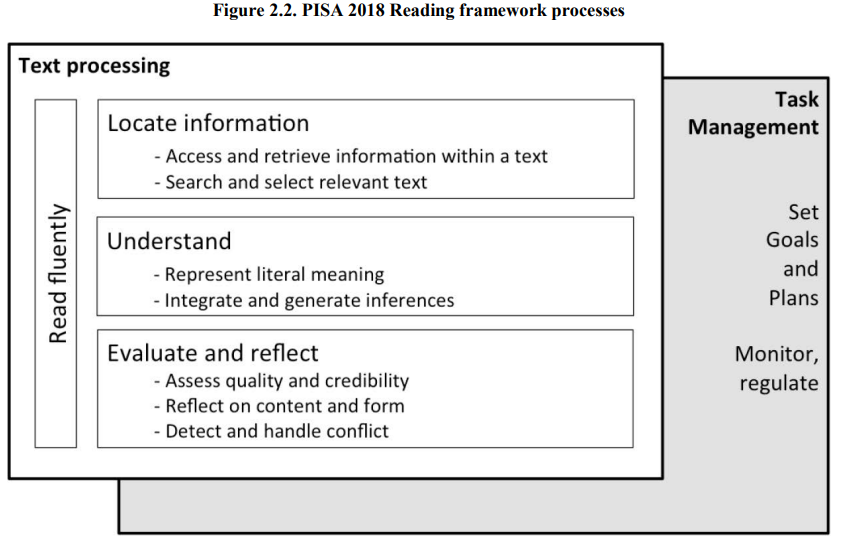 Figure 2.2. PISA 2018 Reading framework processes
Text processing
Read fluently
Locate information
- Access and retrieve information within a text
- Search and select relevant text
Understand
- Represent literal meaning
- Integrate and generate inferences
Evaluate and reflect
- Assess quality and credibility
- Reflect on content and form
- Detect and handle conflict
Task
Management
Set
Goals
and
Plans
Monitor,
regulate